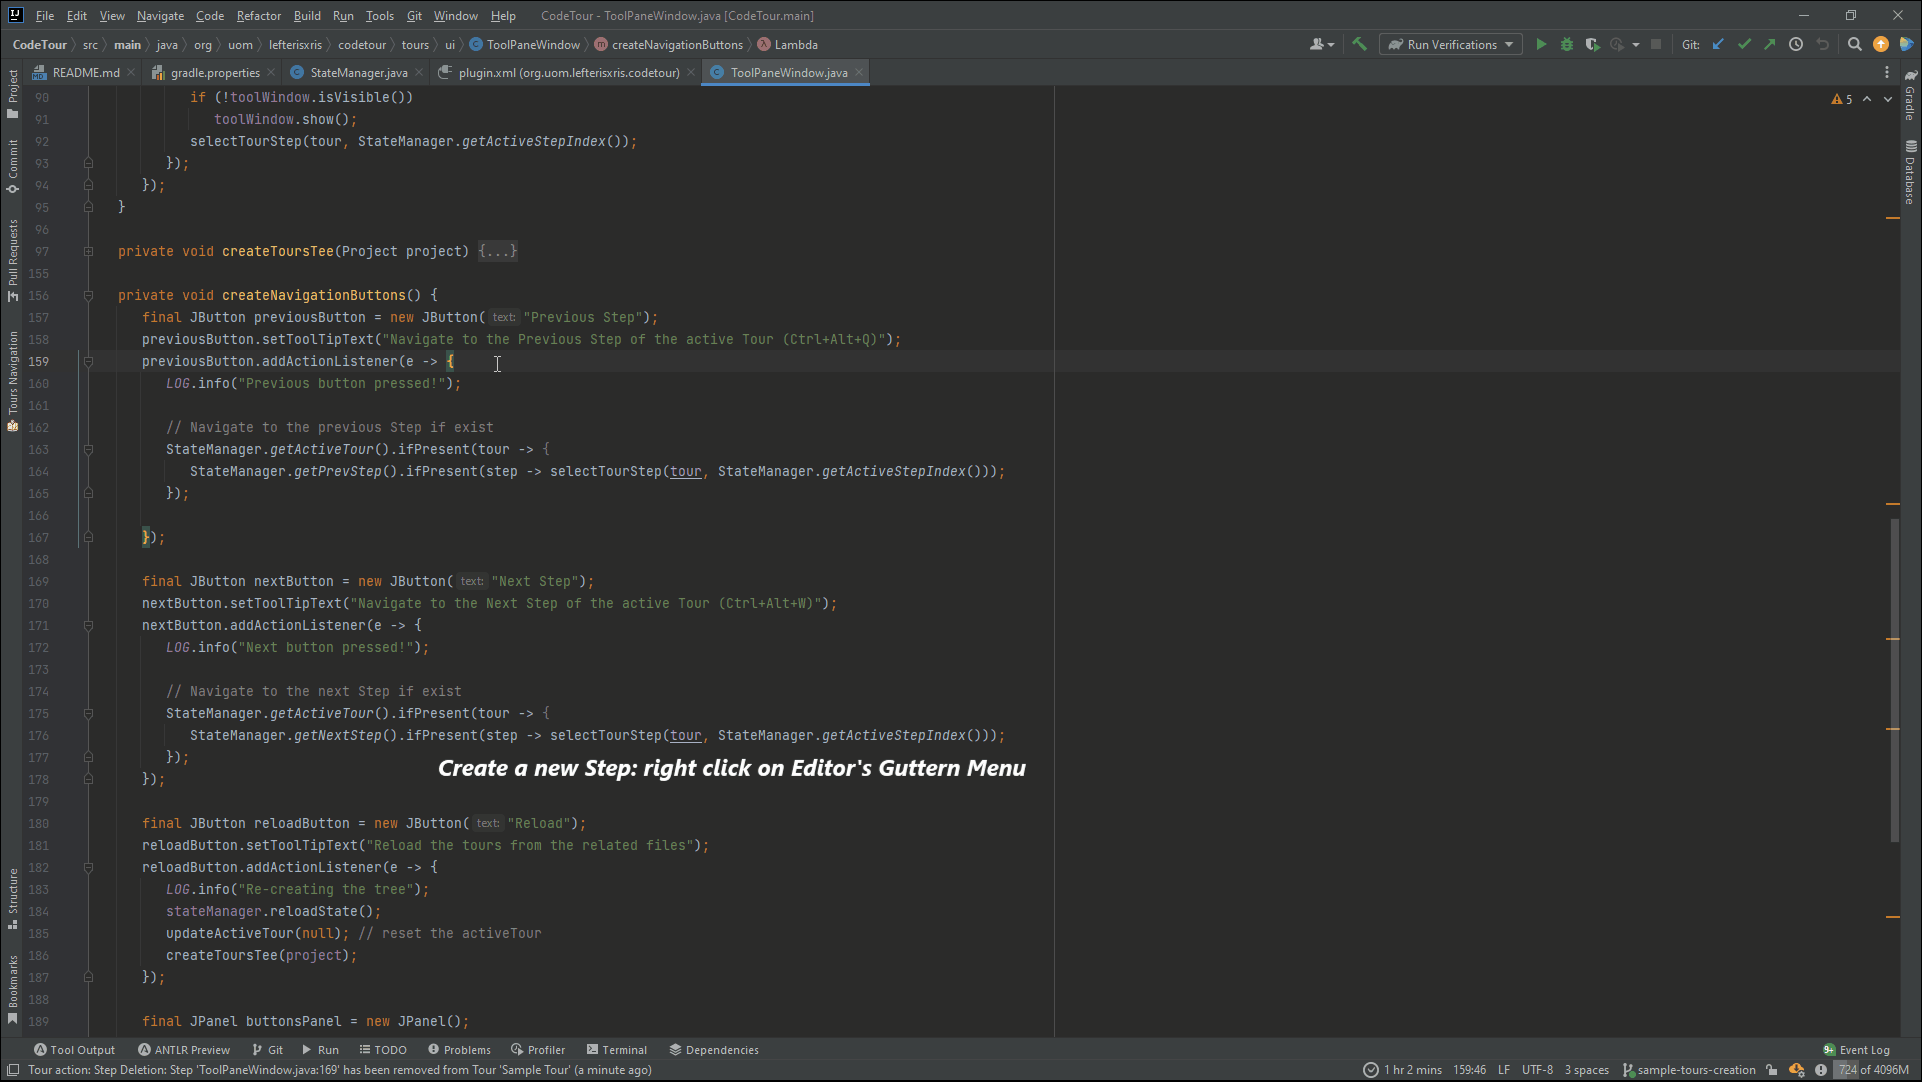 File Edit View Navigate Code Refactor Build Run Tools Git Window Help CodeTour - ToolPaneWindow.java [CodeTour.main]
CodeTour src main java org uom lefterisxris codetour tours ui ToolPaneWindow createNavigationButtons Lambda Run Verifications Git:
README.md gradle.properties StateManager.java plugin.xml (org.uom.lefterisxris.codetour) ToolPaneWindow.java
Project
Commit
Pull Requests
Tours Navigation
Structure
Bookmarks
Gradle
Database
5
90 if (!toolWindow.isVisible())
91 toolWindow.show();
92 selectTourStep(tour, StateManager.getActiveStepIndex());
93 });
94 });
95 }
96
97 private void createToursTee(Project project) {...}
155
156 private void createNavigationButtons() {
157 final JButton previousButton = new JButton( text: "Previous Step");
158 previousButton.setToolTipText("Navigate to the Previous Step of the active Tour (Ctrl+Alt+Q)");
159 previousButton.addActionListener(e -> {
160 LOG.info("Previous button pressed!");
161
162 // Navigate to the previous Step if exist
163 StateManager.getActiveTour().ifPresent(tour -> {
164 StateManager.getPrevStep().ifPresent(step -> selectTourStep(tour, StateManager.getActiveStepIndex()));
165 });
166
167 });
168
169 final JButton nextButton = new JButton( text: "Next Step");
170 nextButton.setToolTipText("Navigate to the Next Step of the active Tour (Ctrl+Alt+W)");
171 nextButton.addActionListener(e -> {
172 LOG.info("Next button pressed!");
173
174 // Navigate to the next Step if exist
175 StateManager.getActiveTour().ifPresent(tour -> {
176 StateManager.getNextStep().ifPresent(step -> selectTourStep(tour, StateManager.getActiveStepIndex()));
177 });
Create a new Step: right click on Editor's Guttern Menu
178 });
179
180 final JButton reloadButton = new JButton( text: "Reload");
181 reloadButton.setToolTipText("Reload the tours from the related files");
182 reloadButton.addActionListener(e -> {
183 LOG.info("Re-creating the tree");
184 stateManager.reloadState();
185 updateActiveTour(null); // reset the activeTour
186 createToursTee(project);
187 });
188
189 final JPanel buttonsPanel = new JPanel();
Tool Output ANTLR Preview Git Run TODO Problems Profiler Terminal Dependencies 9+ Event Log
Tour action: Step Deletion: Step 'ToolPaneWindow.java:169' has been removed from Tour 'Sample Tour' (a minute ago) 1 hr 2 mins 159:46 LF UTF-8 3 spaces sample-tours-creation 724 of 4096M